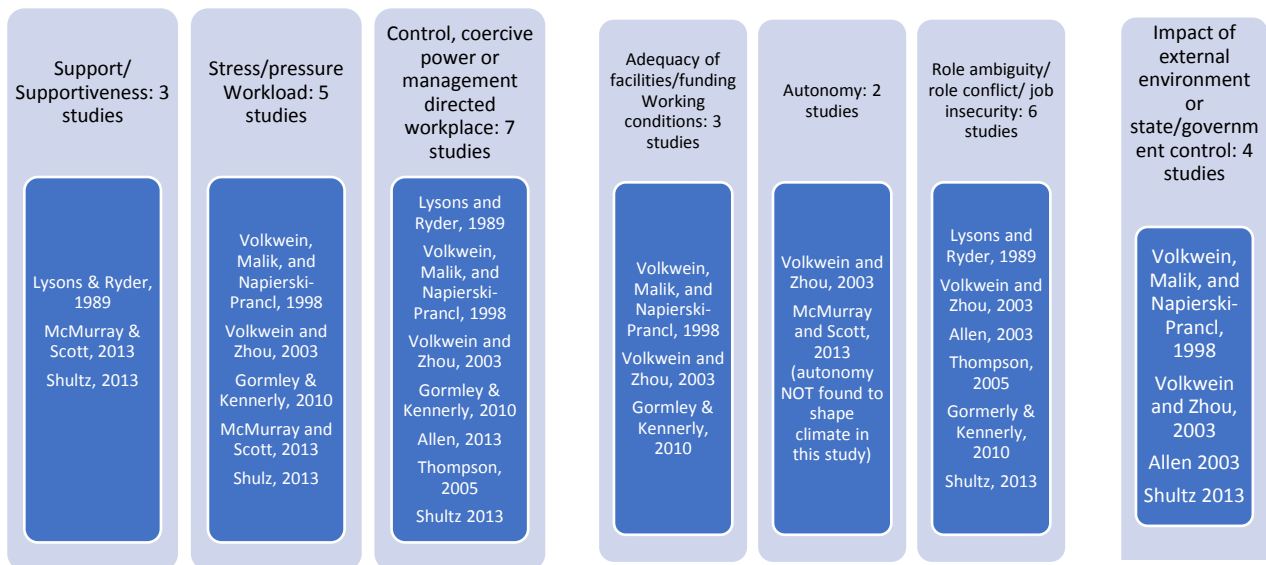 Support/
Supportiveness: 3
studies
Lysons & Ryder,
1989
McMurray &
Scott, 2013
Shultz, 2013
Stress/pressure
Workload: 5
studies
Volkwein,
Malik, and
Napierski-
Prancl, 1998
Volkwein and
Zhou, 2003
Gormley &
Kennerly, 2010
McMurray and
Scott, 2013
Shulz, 2013
Control, coercive
power or
management
directed
workplace: 7
studies
Lysons and
Ryder, 1989
Volkwein,
Malik, and
Napierski-
Prancl, 1998
Volkwein and
Zhou, 2003
Gormley &
Kennerly, 2010
Allen, 2013
Thompson,
2005
Shultz 2013
Adequacy of
facilities/funding
Working
conditions: 3
studies
Volkwein,
Malik, and
Napierski-
Prancl, 1998
Volkwein and
Zhou, 2003
Gormley &
Kennerly,
2010
Autonomy: 2
studies
Volkwein and
Zhou, 2003
McMurray
and Scott,
2013
(autonomy
NOT found to
shape
climate in
this study)
Role ambiguity/
role conflict/ job
insecurity: 6
studies
Lysons and
Ryder, 1989
Volkwein and
Zhou, 2003
Allen, 2003
Thompson,
2005
Gormerly &
Kennerly,
2010
Shultz, 2013
Impact of
external
environment
or
state/governm
ent control: 4
studies
Volkwein,
Malik, and
Napierski-
Prancl,
1998
Volkwein
and Zhou,
2003
Allen 2003
Shultz 2013